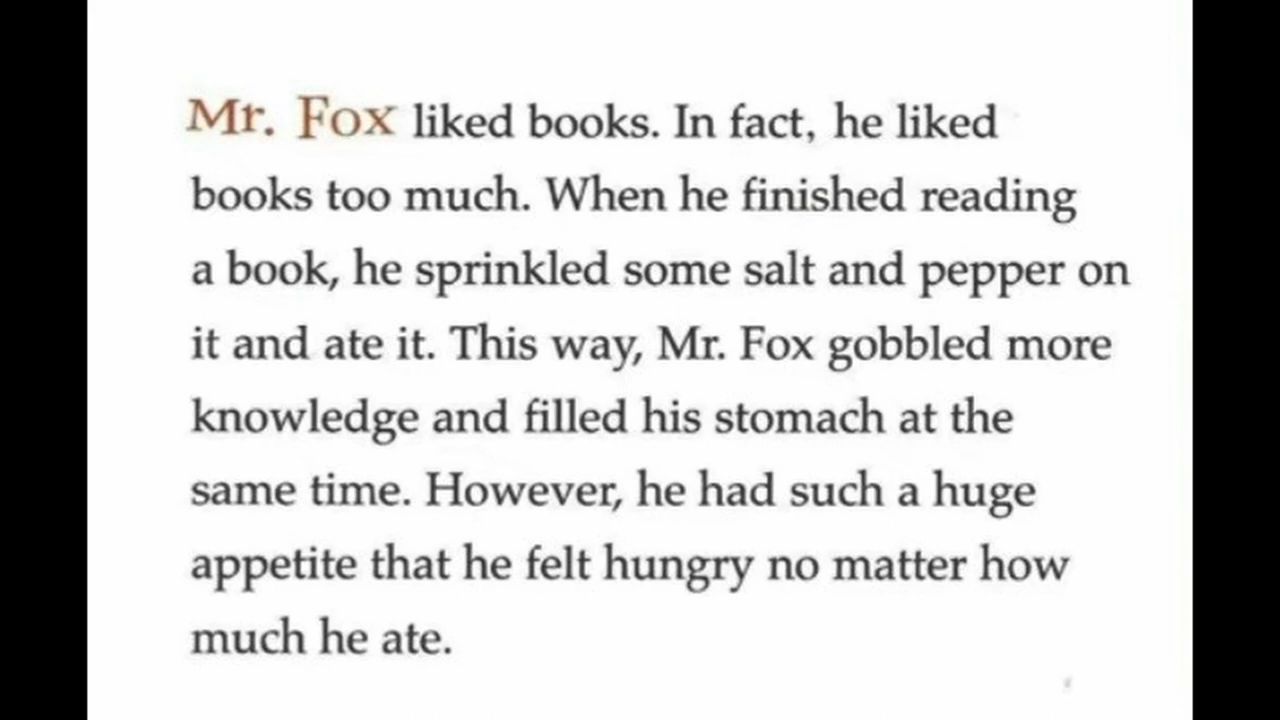 Mr. Fox liked books. In fact, he liked
books too much. When he finished reading
a book, he sprinkled some salt and pepper on
it and ate it. This way, Mr. Fox gobbled more
knowledge and filled his stomach at the
same time. However, he had such a huge
appetite that he felt hungry no matter how
much he ate.